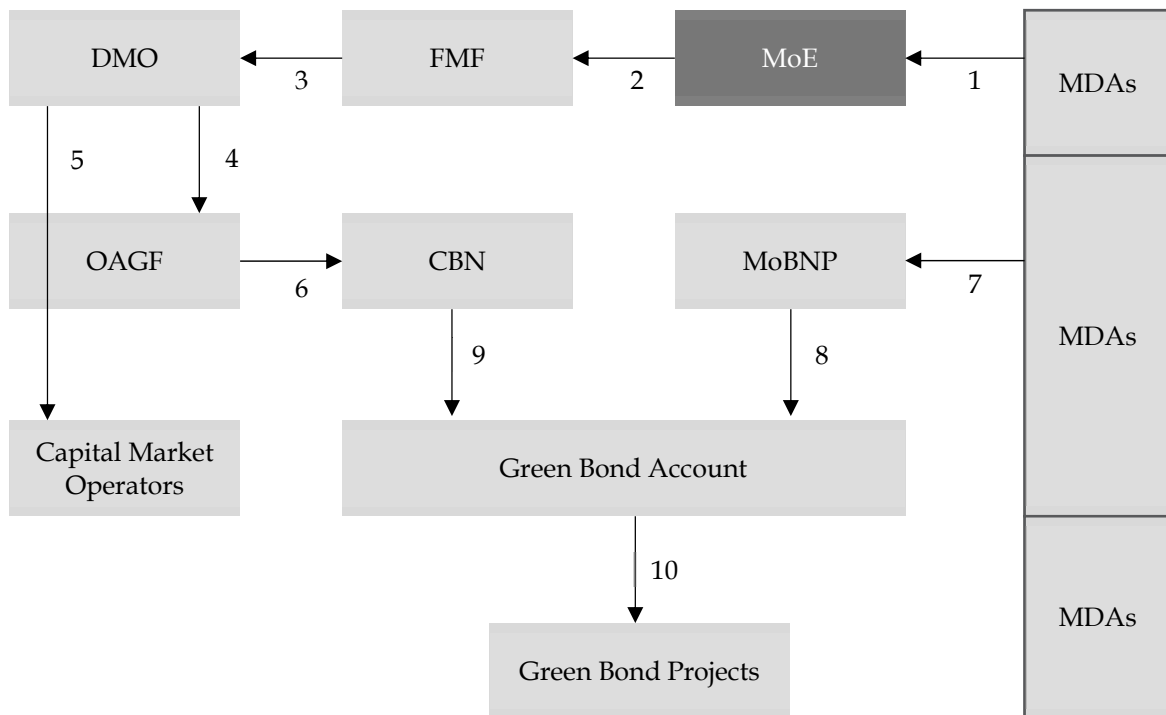 DMO
FMF
MoE
MDAs
3
2
1
5
4
OAGF
CBN
MoBNP
6
7
MDAs
9
8
Capital Market
Operators
Green Bond Account
10
MDAs
Green Bond Projects